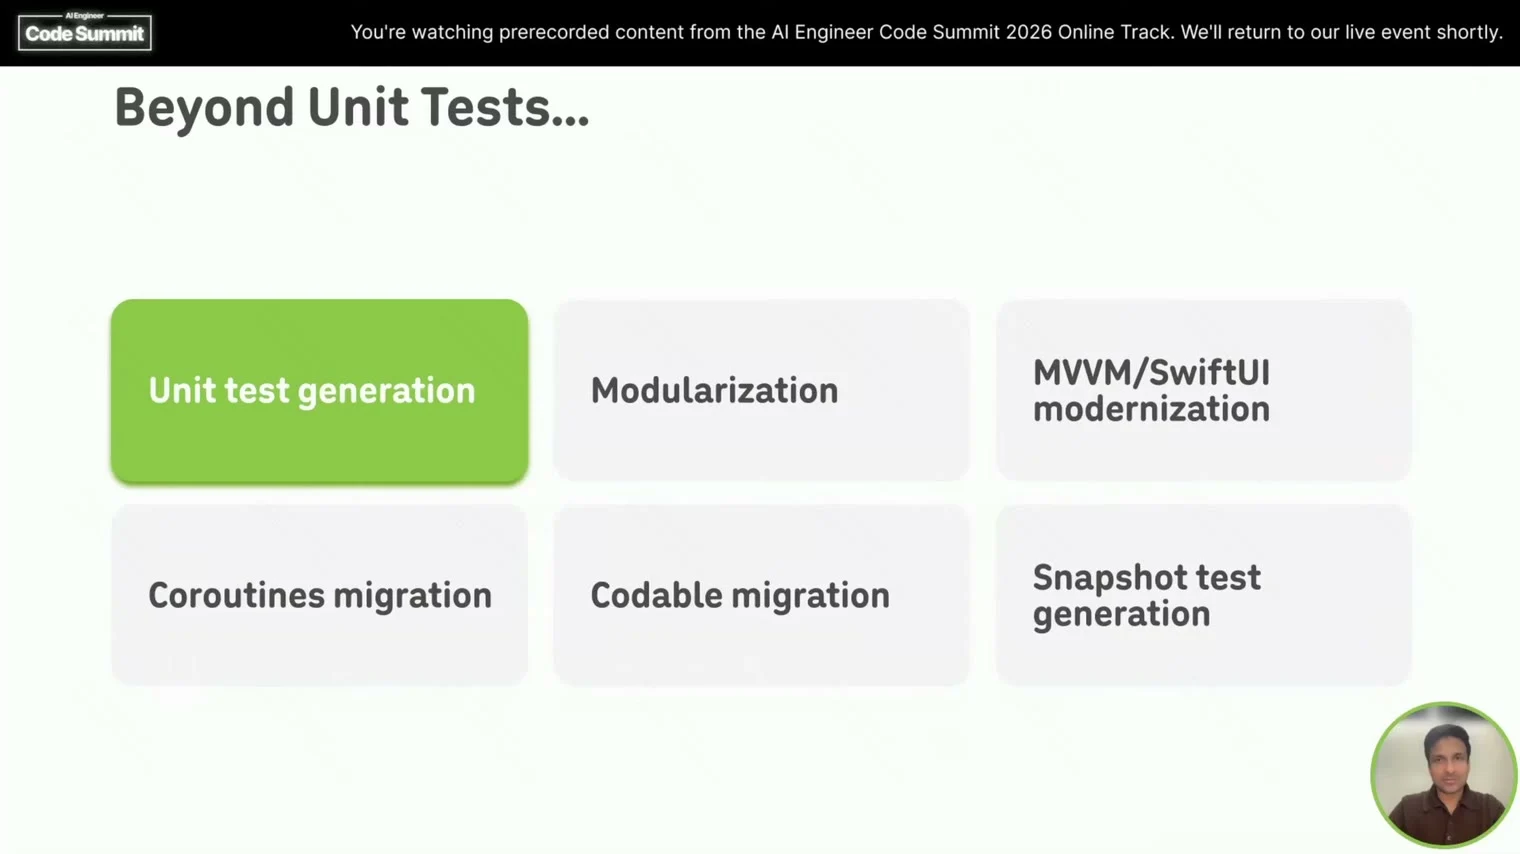 AI Engineer
Code Summit
You're watching prerecorded content from the AI Engineer Code Summit 2026 Online Track. We'll return to our live event shortly.
Beyond Unit Tests...
Unit test generation
Modularization
MVVM/SwiftUI
modernization
Coroutines migration
Codable migration
Snapshot test
generation